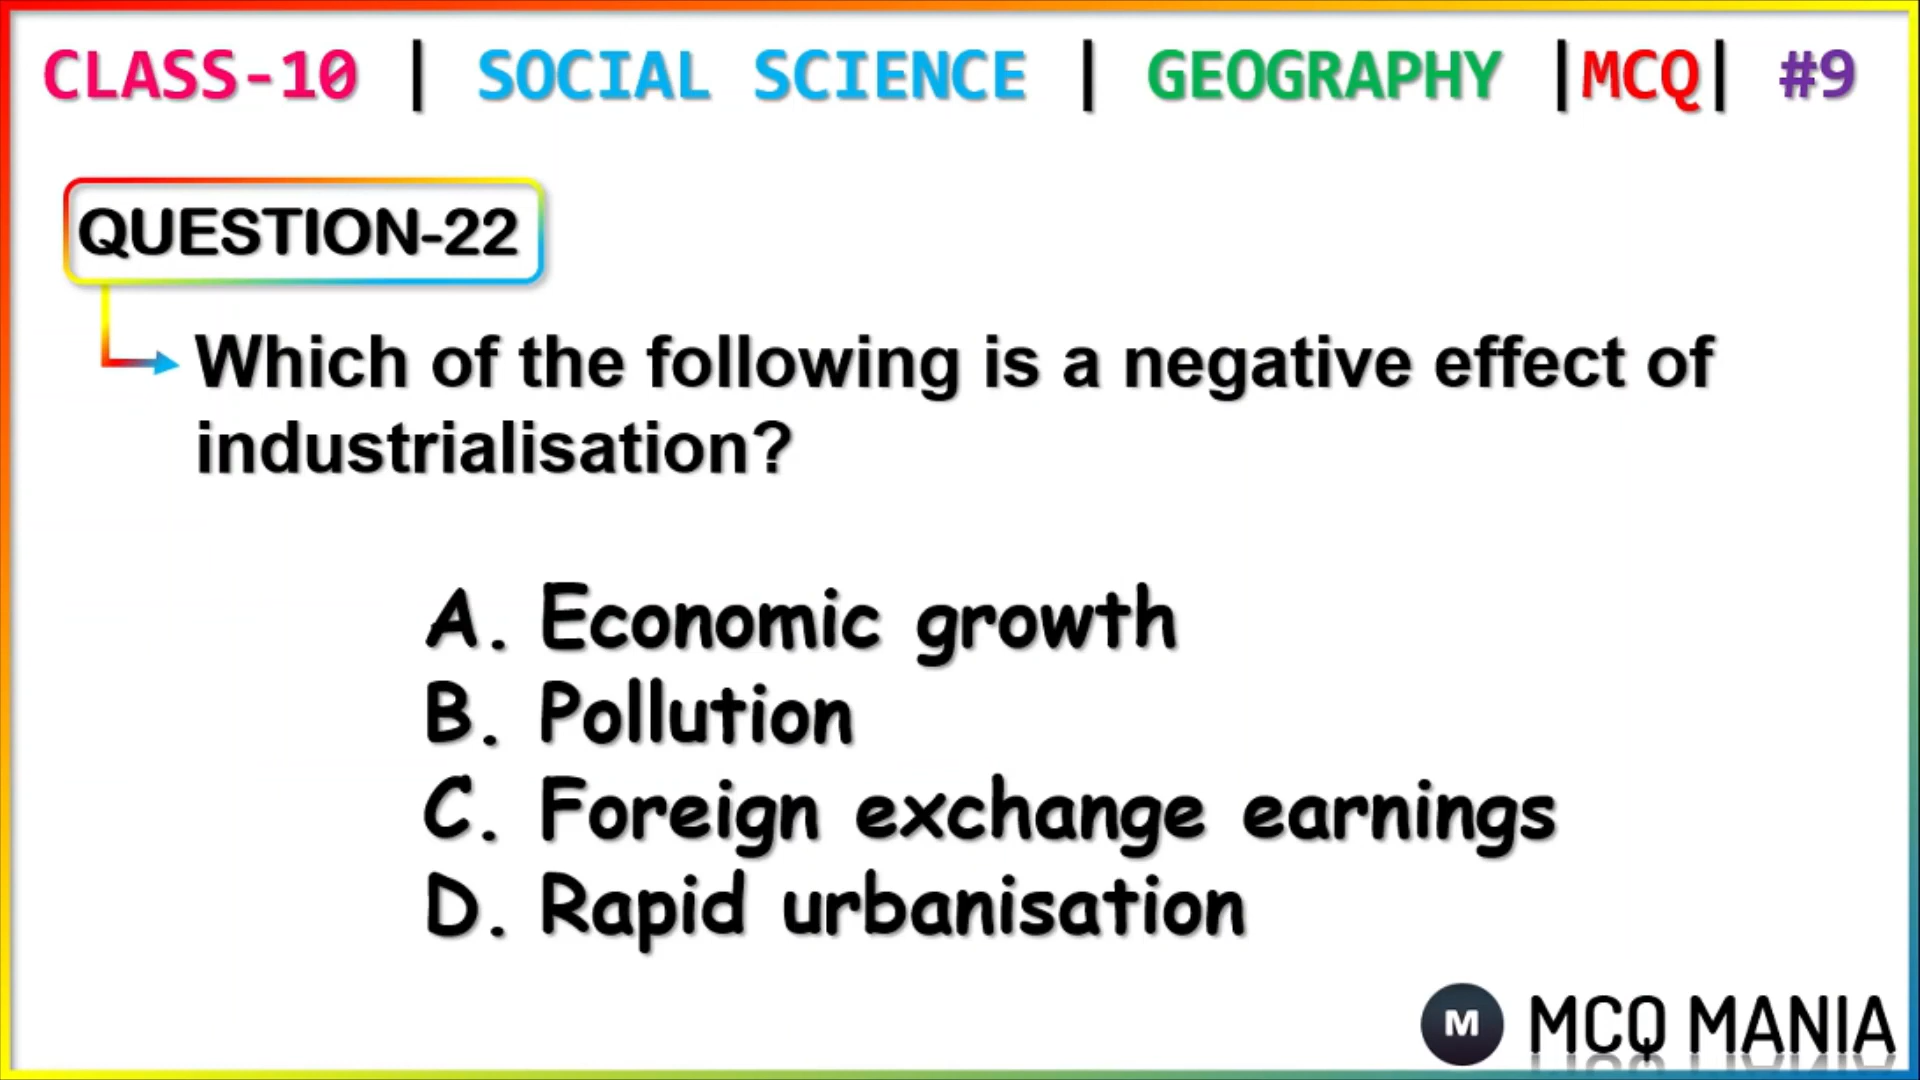 CLASS-10 | SOCIAL SCIENCE | GEOGRAPHY |MCQ| #9
QUESTION-22
Which of the following is a negative effect of
industrialisation?
A. Economic growth
B. Pollution
C. Foreign exchange earnings
D. Rapid urbanisation
M MCQ MANIA